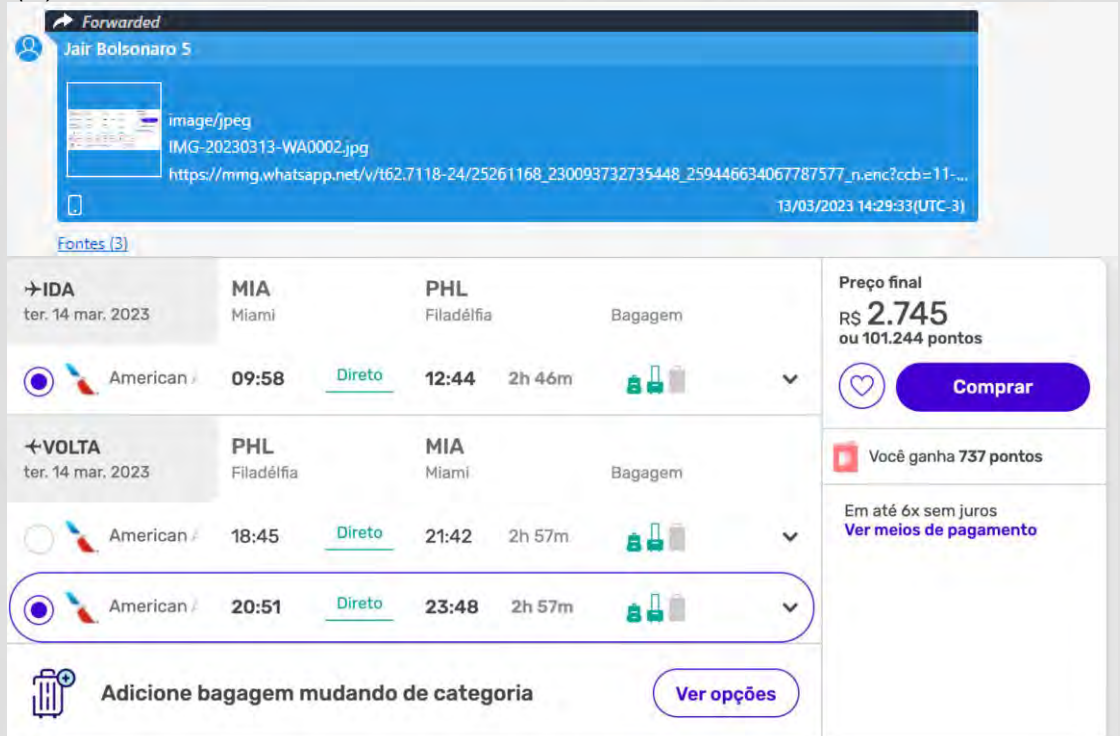 Forwarded
Jair Bolsonaro 5
image/jpeg
IMG-20230313-WA0002.jpg
https://mmg.whatsapp.net/v/t62.7118-24/25261168_230093732735448_259446634067787577_n.enc?ccb=11-...
13/03/2023 14:29:33(UTC-3)
Fontes (3)
IDA MIA PHL
ter. 14 mar. 2023 Miami Filadélfia Bagagem
American 09:58 Direto 12:44 2h 46m
VOLTA PHL MIA
ter. 14 mar. 2023 Filadélfia Miami Bagagem
American 18:45 Direto 21:42 2h 57m
American 20:51 Direto 23:48 2h 57m
Adicione bagagem mudando de categoria Ver opções
Preço final
R$ 2.745
ou 101.244 pontos
Comprar
Você ganha 737 pontos
Em até 6x sem juros
Ver meios de pagamento